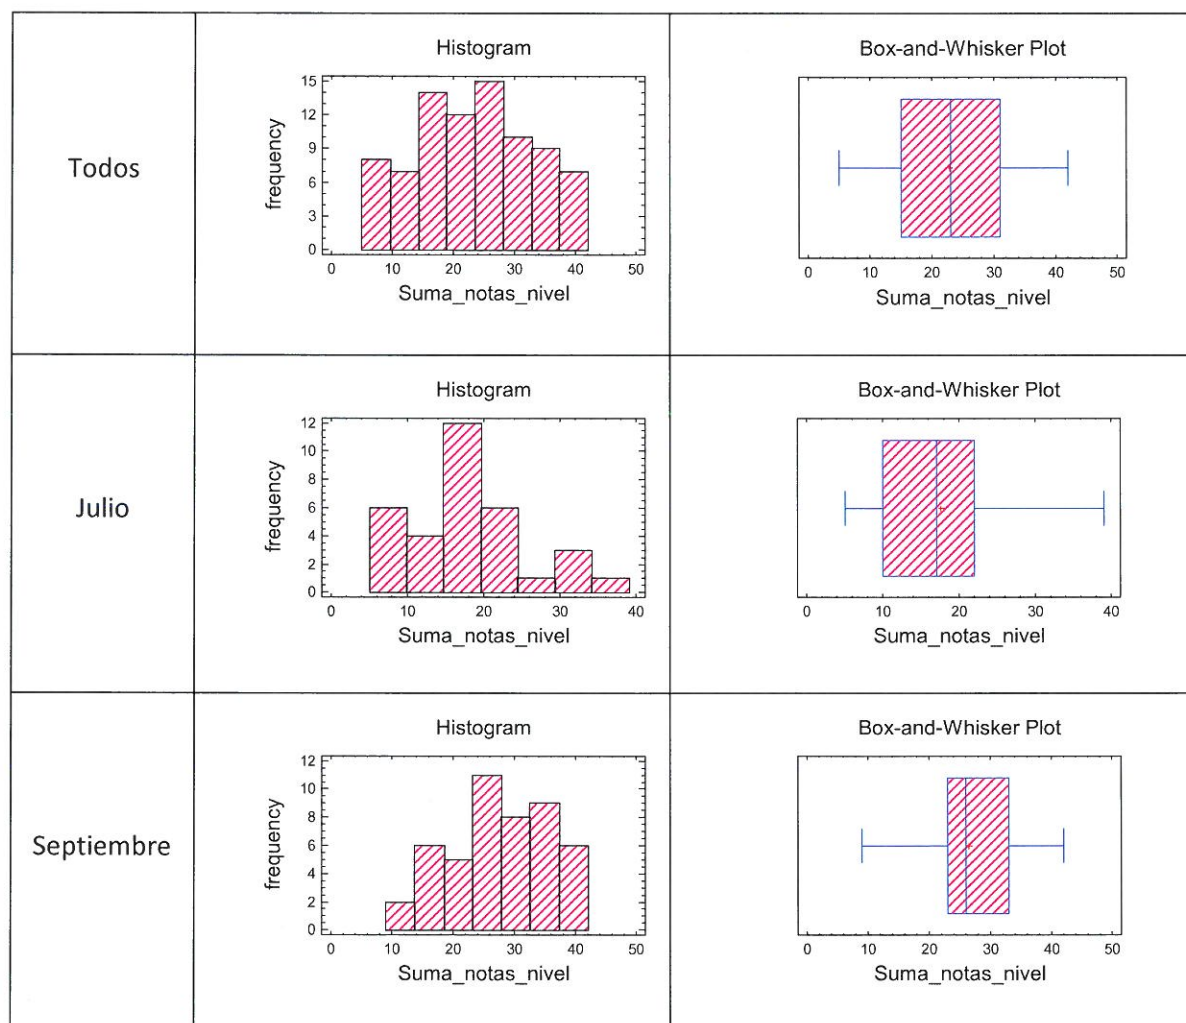 Todos
Histogram
frequency
15
12
9
6
3
0
0 10 20 30 40 50
Suma_notas_nivel
Box-and-Whisker Plot
0 10 20 30 40 50
Suma_notas_nivel
Julio
Histogram
frequency
12
10
8
6
4
2
0
0 10 20 30 40
Suma_notas_nivel
Box-and-Whisker Plot
0 10 20 30 40
Suma_notas_nivel
Septiembre
Histogram
frequency
12
10
8
6
4
2
0
0 10 20 30 40 50
Suma_notas_nivel
Box-and-Whisker Plot
0 10 20 30 40 50
Suma_notas_nivel